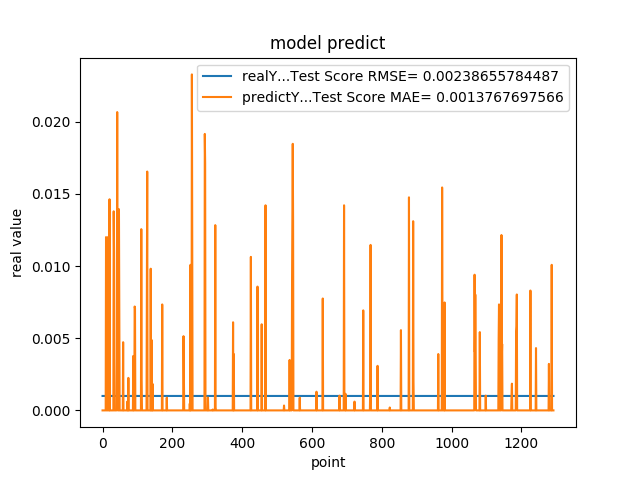 model predict
realY...Test Score RMSE= 0.00238655784487
predictY...Test Score MAE= 0.0013767697566
0.020
0.015
0.010
0.005
0.000
real value
0 200 400 600 800 1000 1200
point